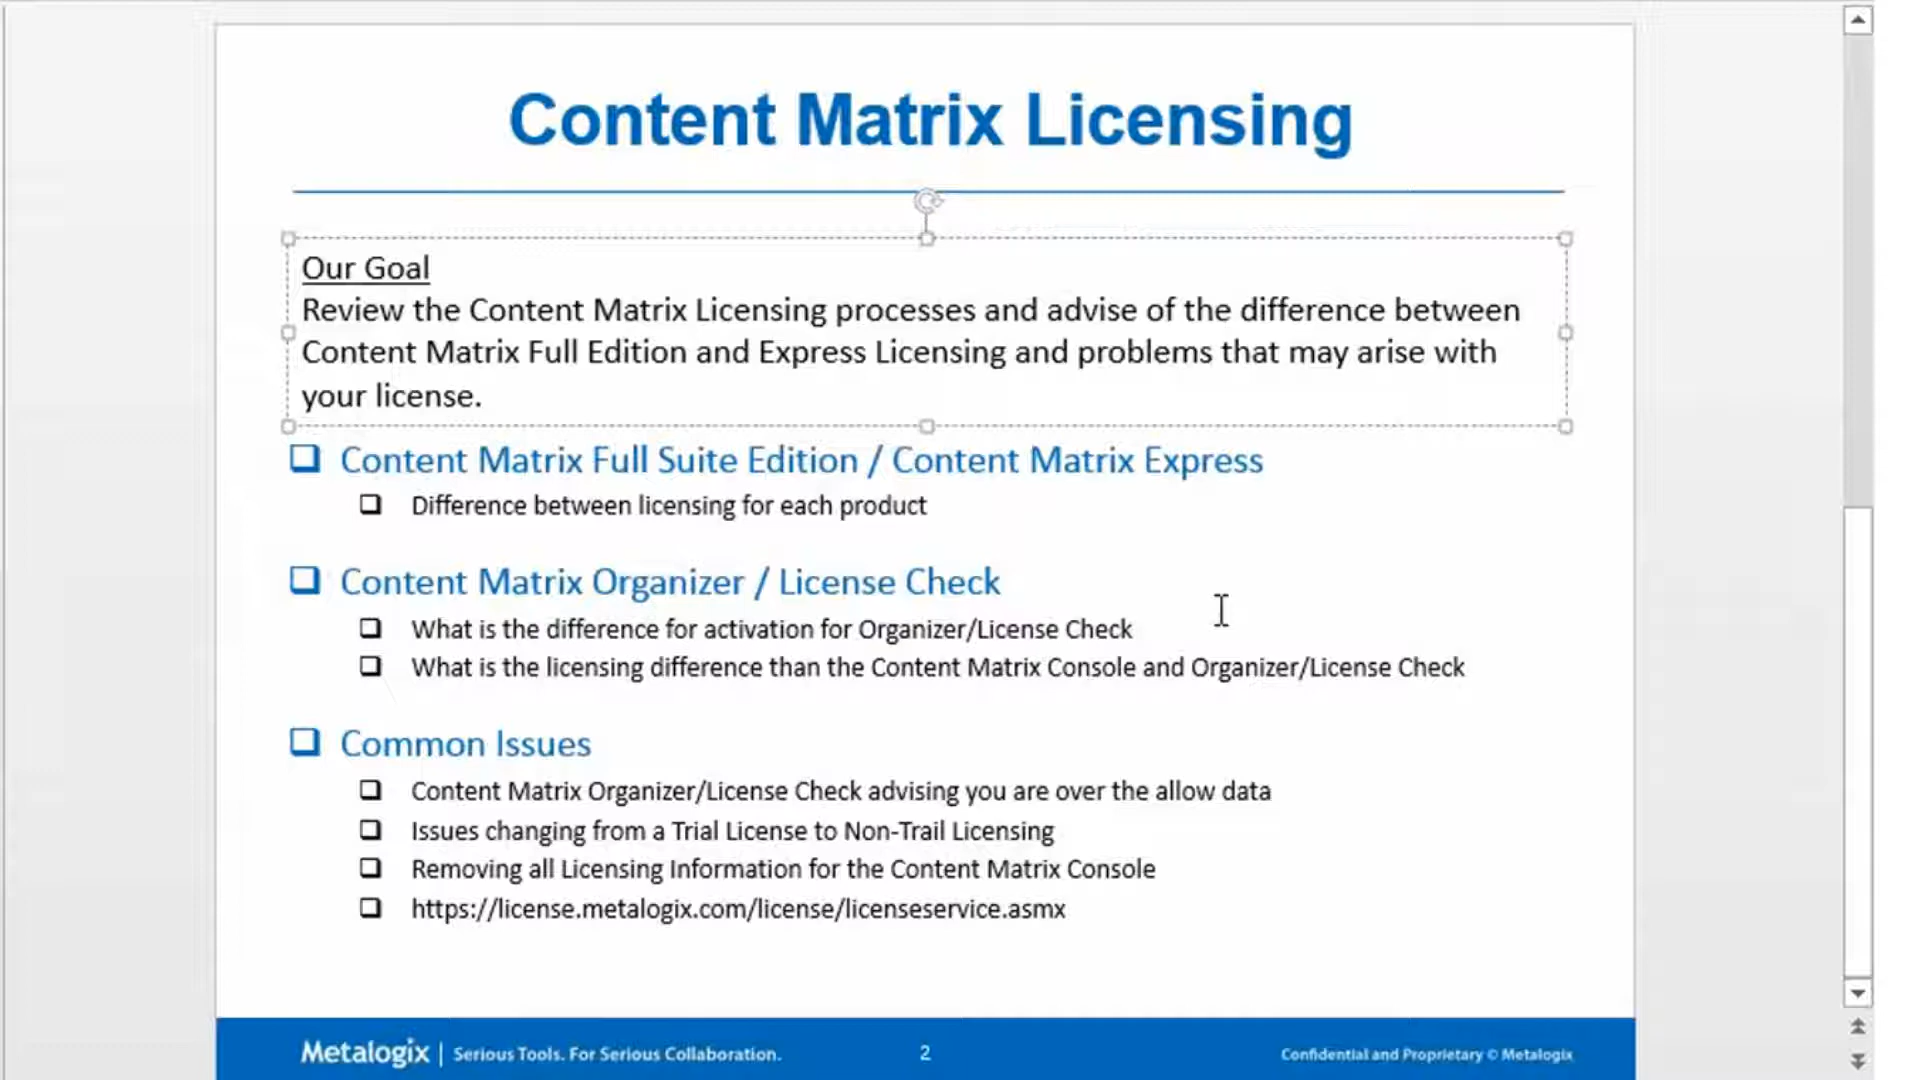 Content Matrix Licensing
Our Goal
Review the Content Matrix Licensing processes and advise of the difference between
Content Matrix Full Edition and Express Licensing and problems that may arise with
your license.
Content Matrix Full Suite Edition / Content Matrix Express
Difference between licensing for each product
Content Matrix Organizer / License Check
What is the difference for activation for Organizer/License Check
What is the licensing difference than the Content Matrix Console and Organizer/License Check
Common Issues
Content Matrix Organizer/License Check advising you are over the allow data
Issues changing from a Trial License to Non-Trail Licensing
Removing all Licensing Information for the Content Matrix Console
https://license.metalogix.com/license/licenseservice.asmx
Metalogix | Serious Tools. For Serious Collaboration. 2 Confidential and Proprietary © Metalogix